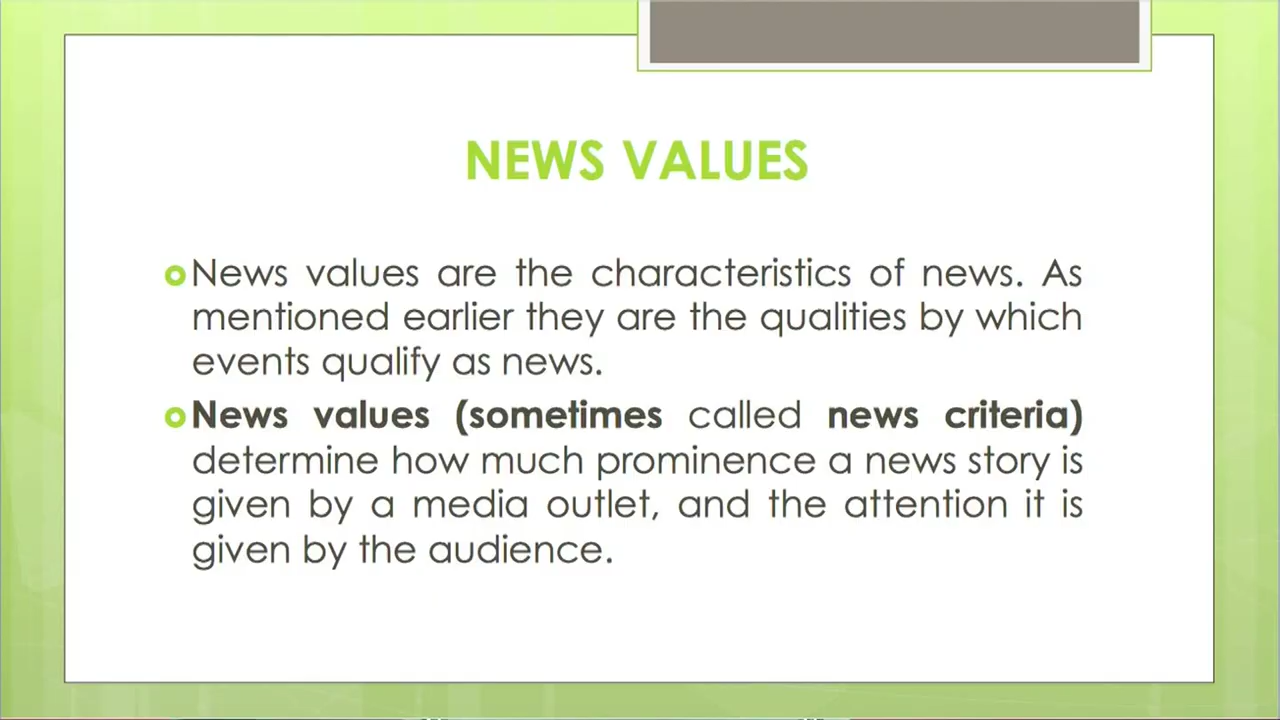 NEWS VALUES
News values are the characteristics of news. As
mentioned earlier they are the qualities by which
events qualify as news.
News values (sometimes called news criteria)
determine how much prominence a news story is
given by a media outlet, and the attention it is
given by the audience.